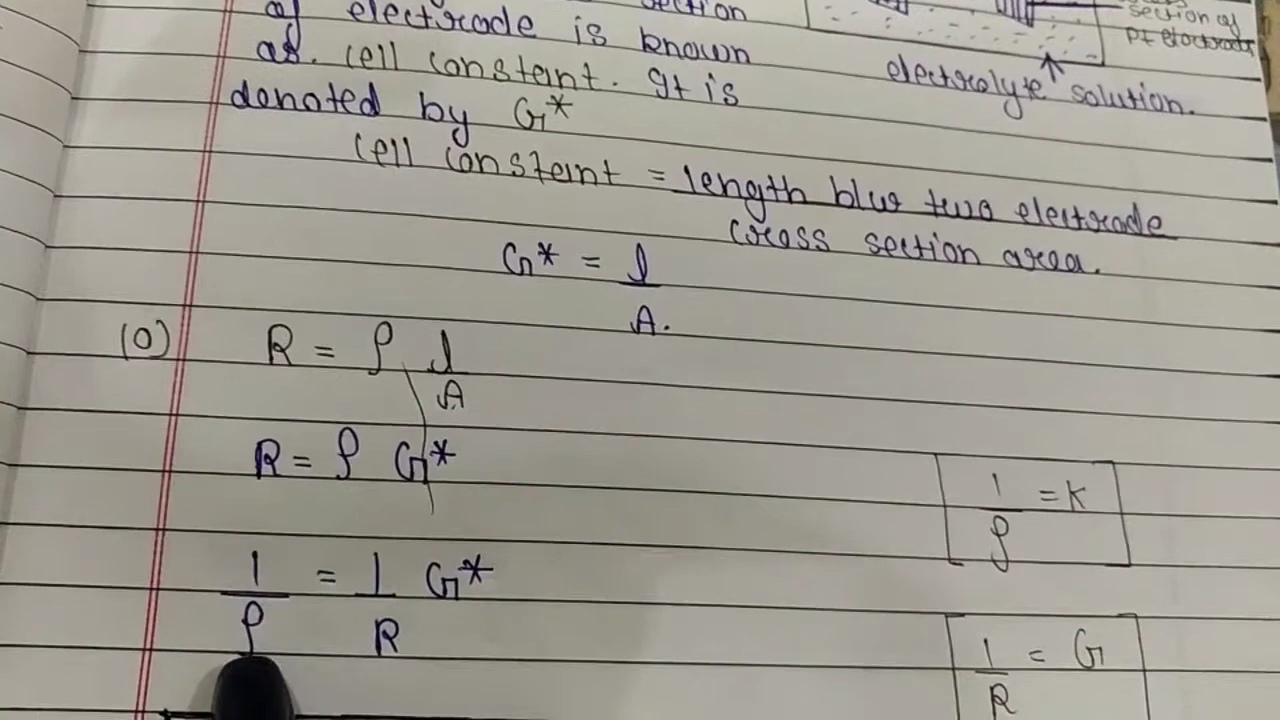 section
of electrode is known
as. cell constant. It is
denoted by G*
section of
Pt electrode
electrolyte solution.
cell constant = length b/w two electrode
cross section area.
G* = l
A.
(0) R = ρ l
A
R = ρ G*
1/ρ = K
1/ρ = 1/R G*
1/R = G